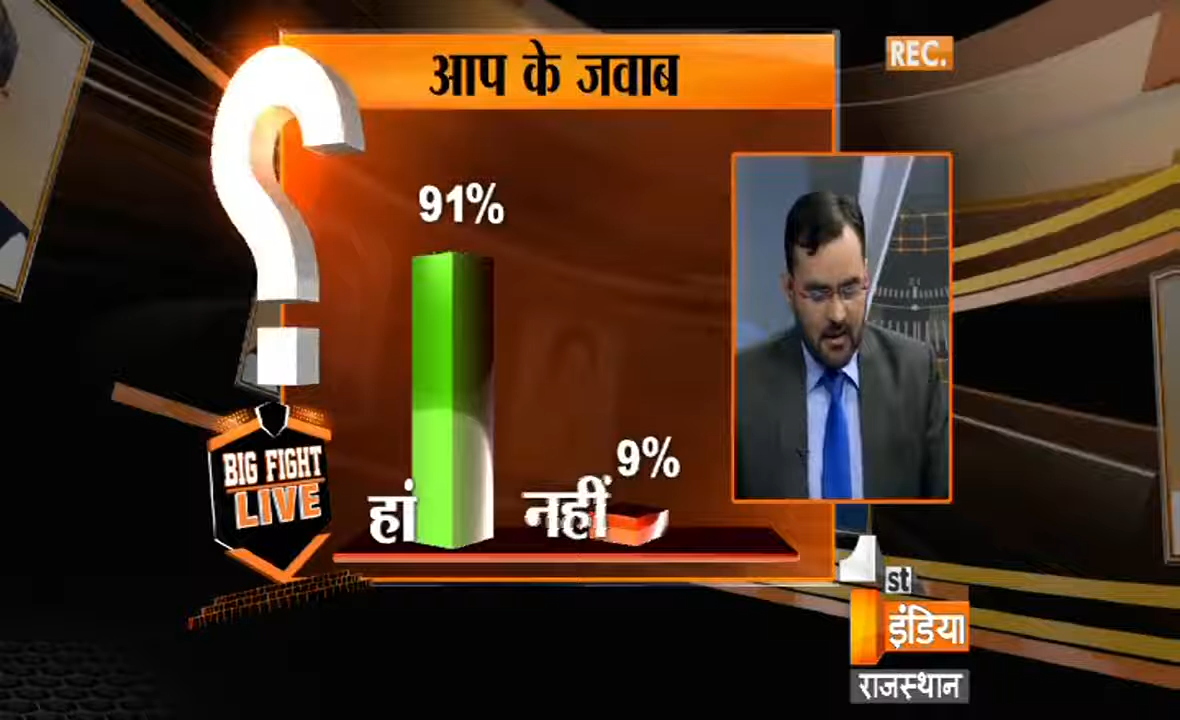 आप के जवाब
REC.
91%
9%
हां
नहीं
BIG FIGHT
LIVE
1st
इंडिया
राजस्थान